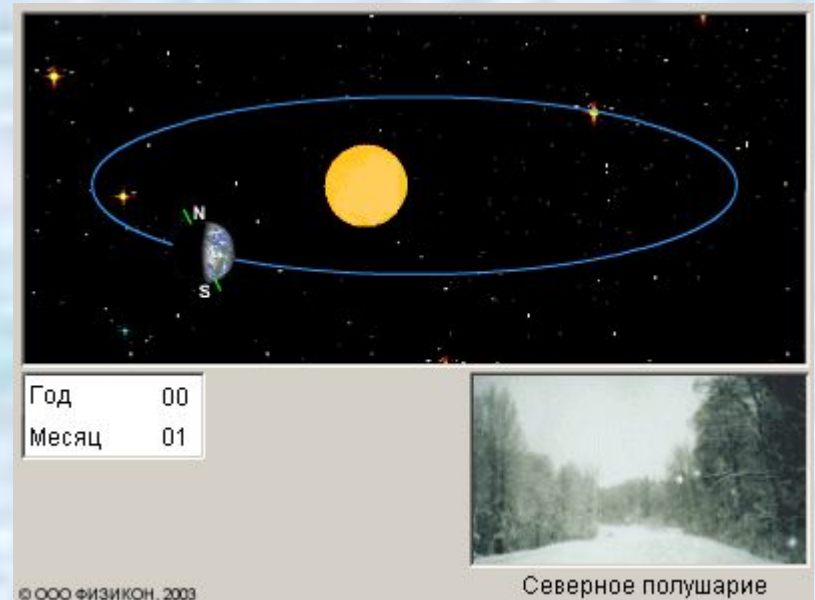 N
S
Год 00
Месяц 01
© ООО ФИЗИКОН, 2003
Северное полушарие